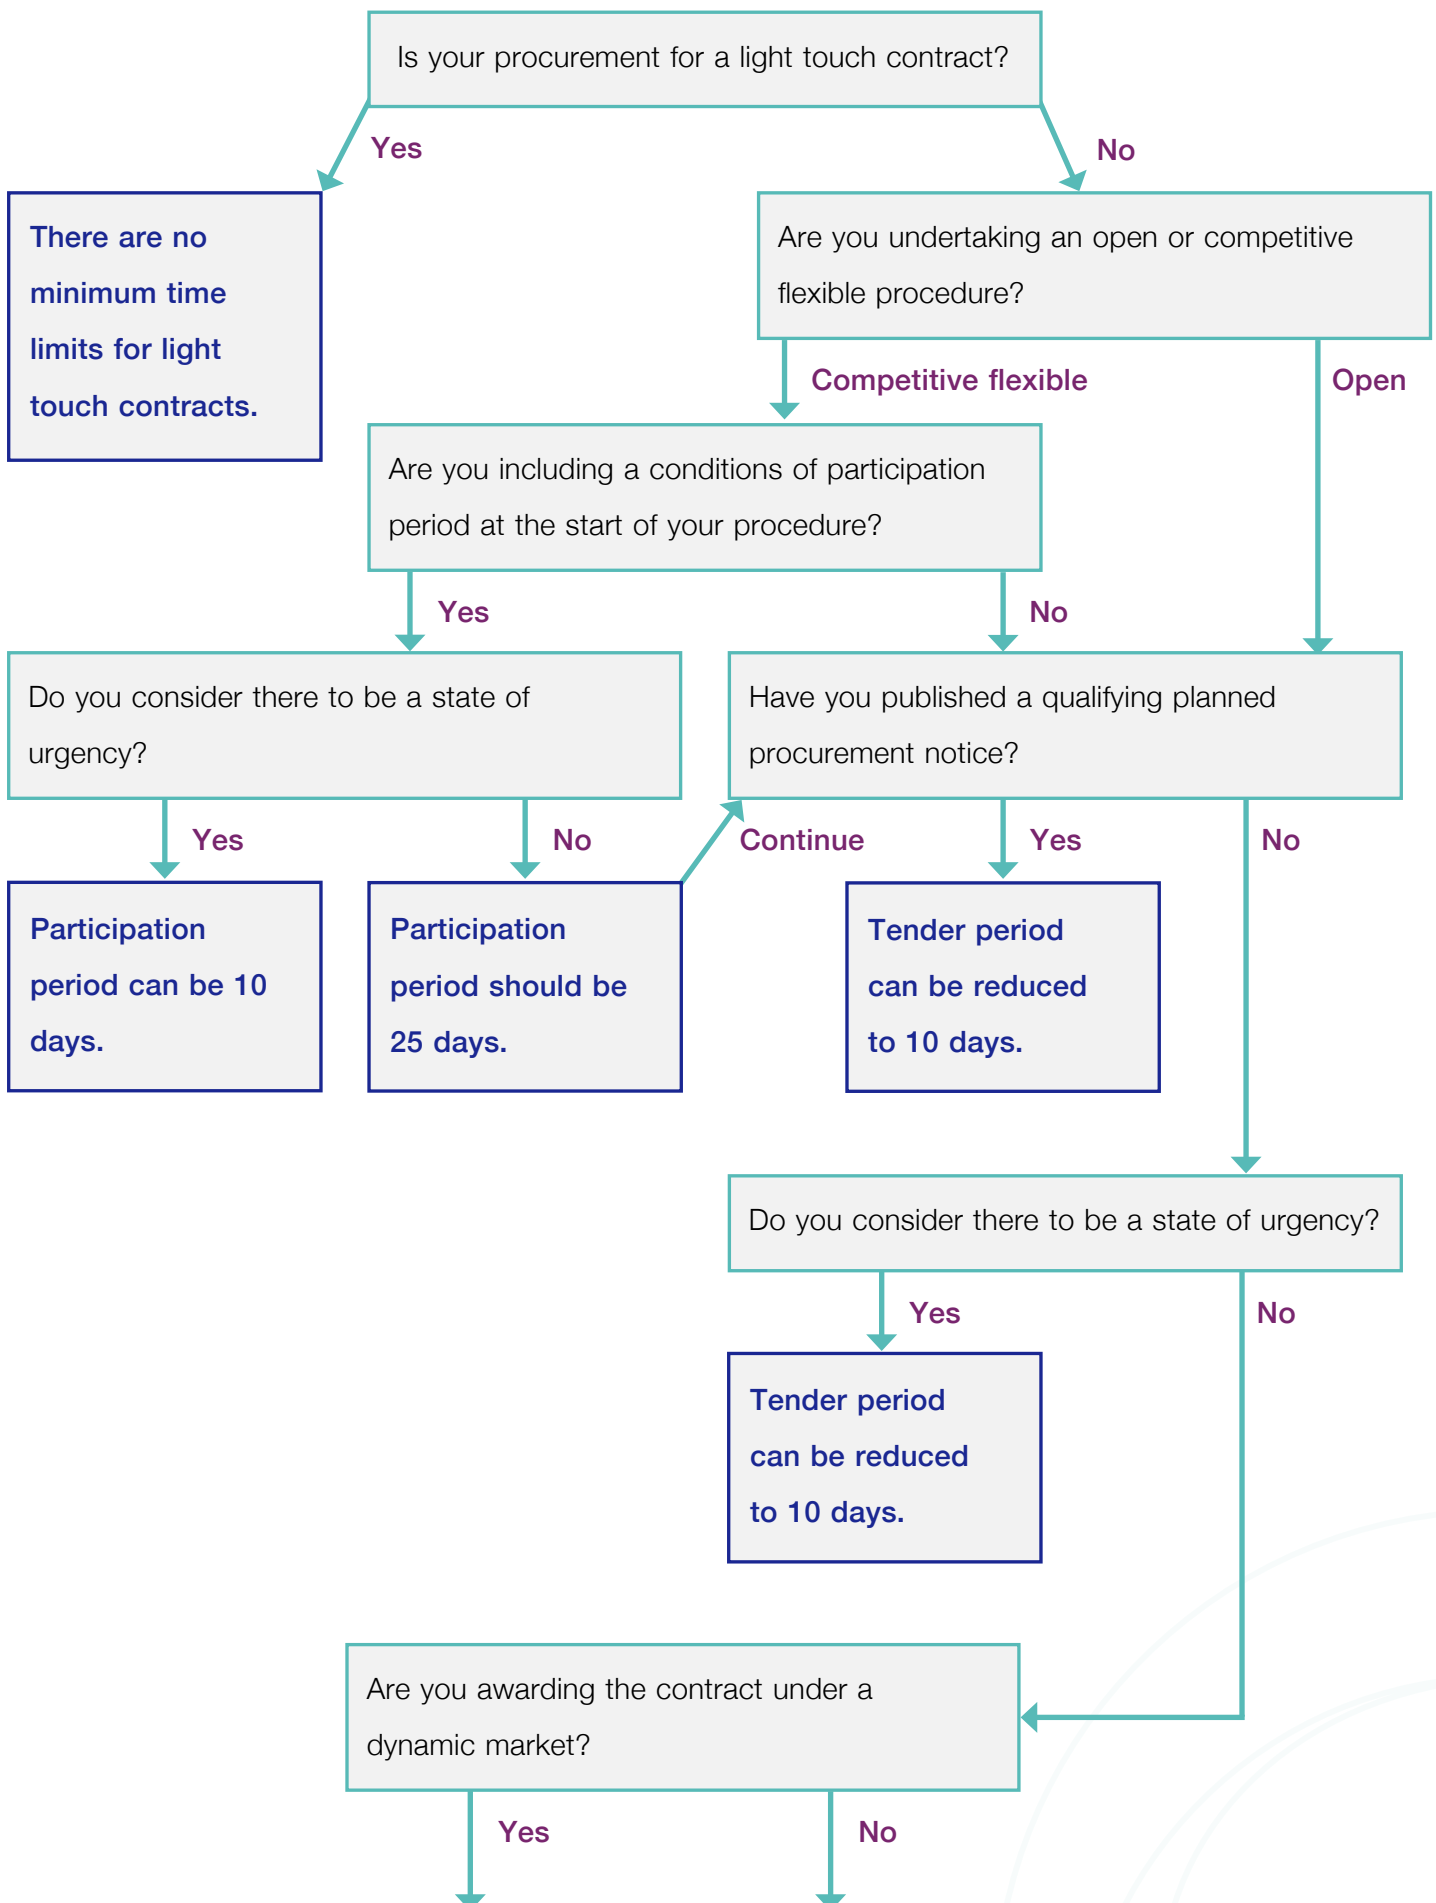 Is your procurement for a light touch contract?
Yes
No
There are no
minimum time
limits for light
touch contracts.
Are you undertaking an open or competitive
flexible procedure?
Competitive flexible
Open
Are you including a conditions of participation
period at the start of your procedure?
Yes
No
Do you consider there to be a state of
urgency?
Have you published a qualifying planned
procurement notice?
Yes
No
Continue
Yes
No
Participation
period can be 10
days.
Participation
period should be
25 days.
Tender period
can be reduced
to 10 days.
Do you consider there to be a state of urgency?
Yes
No
Tender period
can be reduced
to 10 days.
Are you awarding the contract under a
dynamic market?
Yes
No